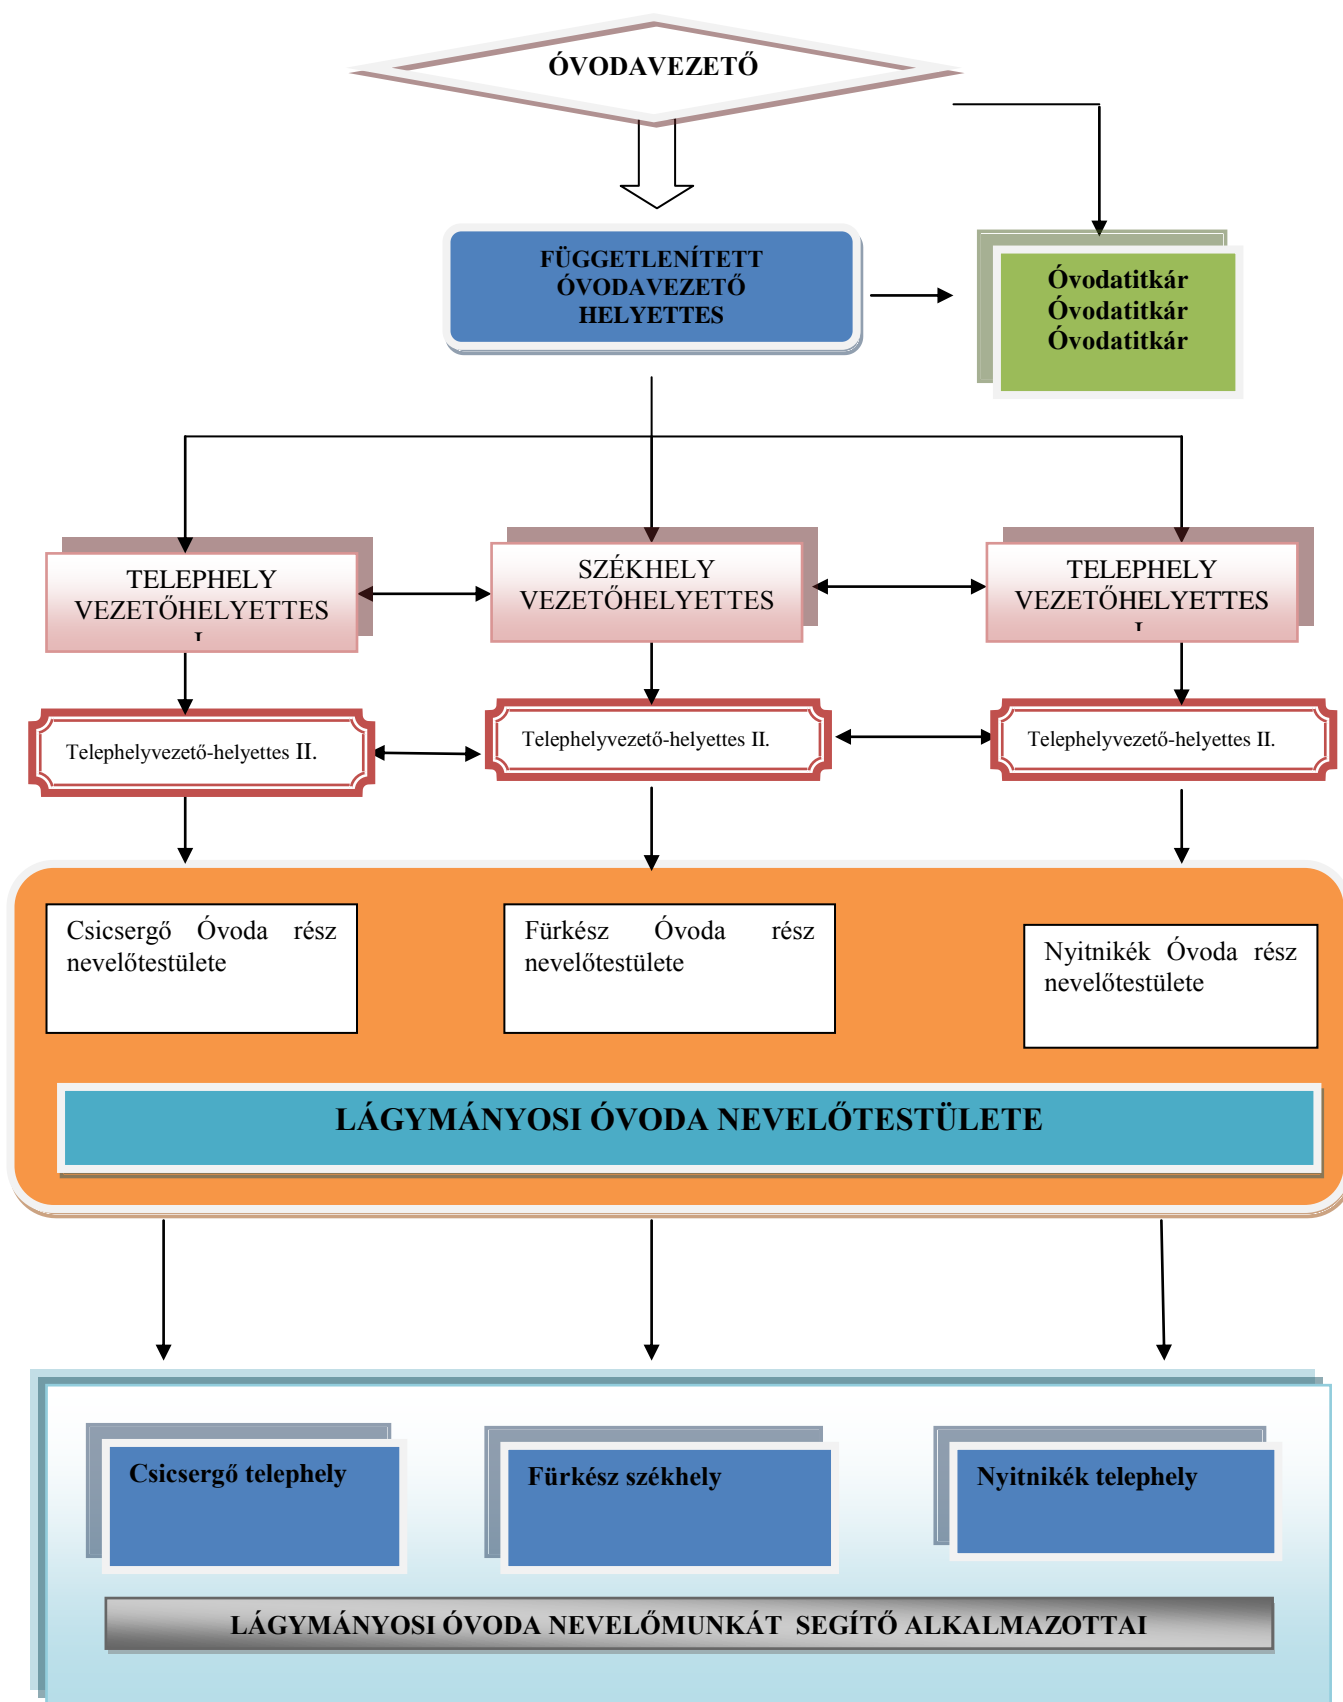 ÓVODAVEZETŐ
FÜGGETLENÍTETT
ÓVODAVEZETŐ
HELYETTES
Óvodatitkár
Óvodatitkár
Óvodatitkár
TELEPHELY
VEZETŐHELYETTES
I
SZÉKHELY
VEZETŐHELYETTES
TELEPHELY
VEZETŐHELYETTES
I
Telephelyvezető-helyettes II.
Telephelyvezető-helyettes II.
Telephelyvezető-helyettes II.
Csicsergő Óvoda rész
nevelőtestülete
Fürkész Óvoda rész
nevelőtestülete
Nyitnikék Óvoda rész
nevelőtestülete
LÁGYMÁNYOSI ÓVODA NEVELŐTESTÜLETE
Csicsergő telephely
Fürkész székhely
Nyitnikék telephely
LÁGYMÁNYOSI ÓVODA NEVELŐMUNKÁT SEGÍTŐ ALKALMAZOTTAI